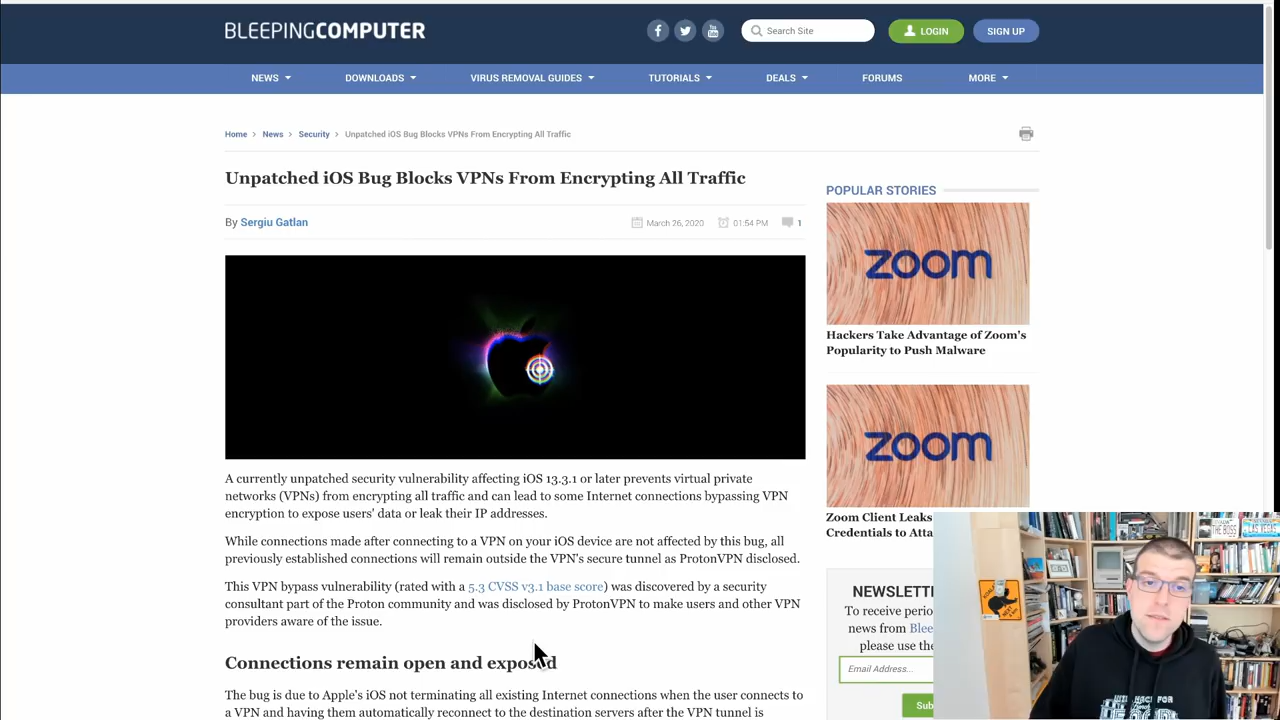 BLEEPINGCOMPUTER
Search Site
LOGIN
SIGN UP
NEWS
DOWNLOADS
VIRUS REMOVAL GUIDES
TUTORIALS
DEALS
FORUMS
MORE
Home > News > Security > Unpatched iOS Bug Blocks VPNs From Encrypting All Traffic
Unpatched iOS Bug Blocks VPNs From Encrypting All Traffic
By Sergiu Gatlan
March 26, 2020
01:54 PM
1
A currently unpatched security vulnerability affecting iOS 13.3.1 or later prevents virtual private
networks (VPNs) from encrypting all traffic and can lead to some Internet connections bypassing VPN
encryption to expose users' data or leak their IP addresses.
While connections made after connecting to a VPN on your iOS device are not affected by this bug, all
previously established connections will remain outside the VPN's secure tunnel as ProtonVPN disclosed.
This VPN bypass vulnerability (rated with a 5.3 CVSS v3.1 base score) was discovered by a security
consultant part of the Proton community and was disclosed by ProtonVPN to make users and other VPN
providers aware of the issue.
Connections remain open and exposed
The bug is due to Apple's iOS not terminating all existing Internet connections when the user connects to
a VPN and having them automatically reconnect to the destination servers after the VPN tunnel is
POPULAR STORIES
zoom
Hackers Take Advantage of Zoom's
Popularity to Push Malware
zoom
Zoom Client Leaks
Credentials to Atta
NEWSLETT
To receive perio
news from Blee
please use the
Email Address...
Sub
THE BOSS
LAS VEGAS
HACK FOR